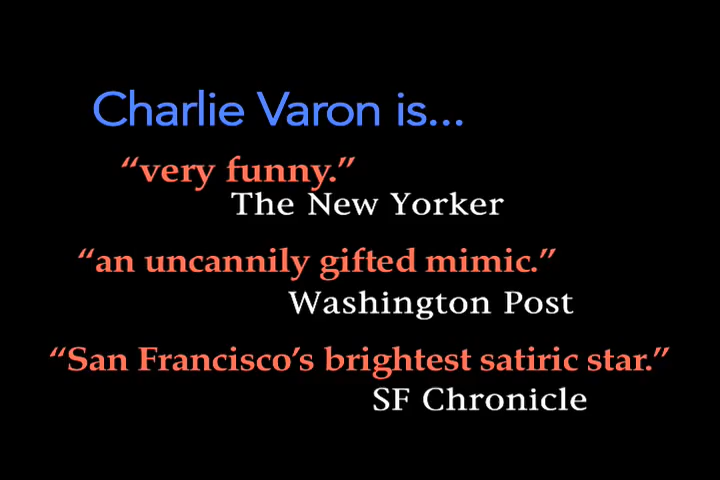 Charlie Varon is...
“very funny.”
The New Yorker
“an uncannily gifted mimic.”
Washington Post
“San Francisco’s brightest satiric star.”
SF Chronicle